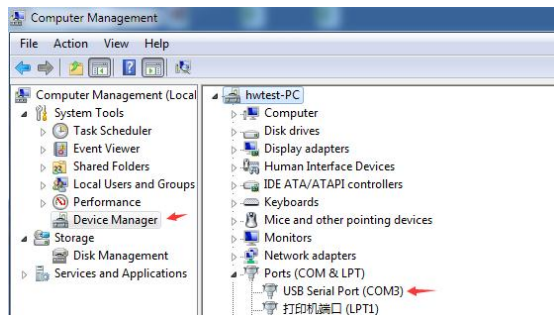 Computer Management
File Action View Help
Computer Management (Local
System Tools
Task Scheduler
Event Viewer
Shared Folders
Local Users and Groups
Performance
Device Manager
Storage
Disk Management
Services and Applications
hwtest-PC
Computer
Disk drives
Display adapters
Human Interface Devices
IDE ATA/ATAPI controllers
Keyboards
Mice and other pointing devices
Monitors
Network adapters
Ports (COM & LPT)
USB Serial Port (COM3)
打印机端口 (LPT1)